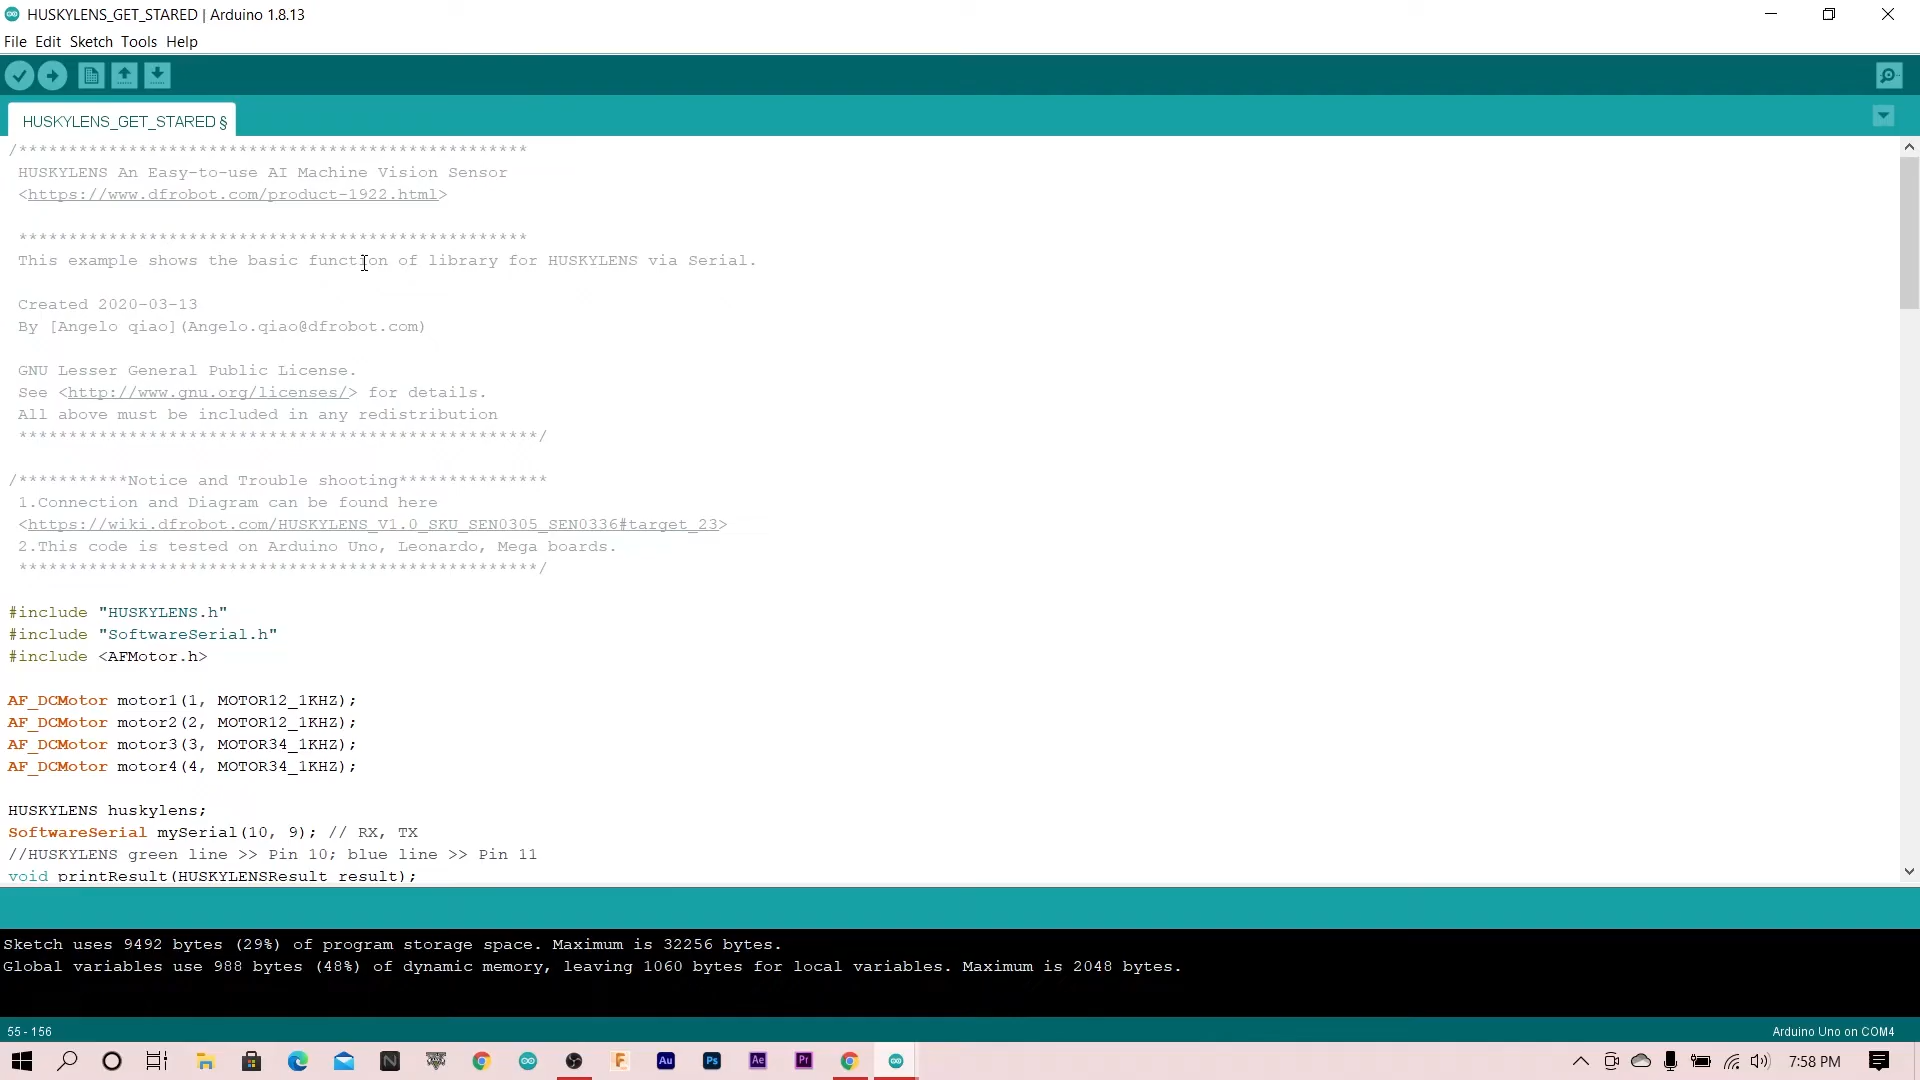 HUSKYLENS_GET_STARED | Arduino 1.8.13
File Edit Sketch Tools Help
HUSKYLENS_GET_STARED §
/***************************************************
HUSKYLENS An Easy-to-use AI Machine Vision Sensor
<https://www.dfrobot.com/product-1922.html>
***************************************************
This example shows the basic function of library for HUSKYLENS via Serial.
Created 2020-03-13
By [Angelo qiao](Angelo.qiao@dfrobot.com)
GNU Lesser General Public License.
See <http://www.gnu.org/licenses/> for details.
All above must be included in any redistribution
****************************************************/
/***********Notice and Trouble shooting***************
1.Connection and Diagram can be found here
<https://wiki.dfrobot.com/HUSKYLENS_V1.0_SKU_SEN0305_SEN0336#target_23>
2.This code is tested on Arduino Uno, Leonardo, Mega boards.
****************************************************/
#include "HUSKYLENS.h"
#include "SoftwareSerial.h"
#include <AFMotor.h>
AF_DCMotor motor1(1, MOTOR12_1KHZ);
AF_DCMotor motor2(2, MOTOR12_1KHZ);
AF_DCMotor motor3(3, MOTOR34_1KHZ);
AF_DCMotor motor4(4, MOTOR34_1KHZ);
HUSKYLENS huskylens;
SoftwareSerial mySerial(10, 9); // RX, TX
//HUSKYLENS green line >> Pin 10; blue line >> Pin 11
void printResult(HUSKYLENSResult result);
Sketch uses 9492 bytes (29%) of program storage space. Maximum is 32256 bytes.
Global variables use 988 bytes (48%) of dynamic memory, leaving 1060 bytes for local variables. Maximum is 2048 bytes.
55 - 156
Arduino Uno on COM4
N F Au Ps Ae Pr
7:58 PM